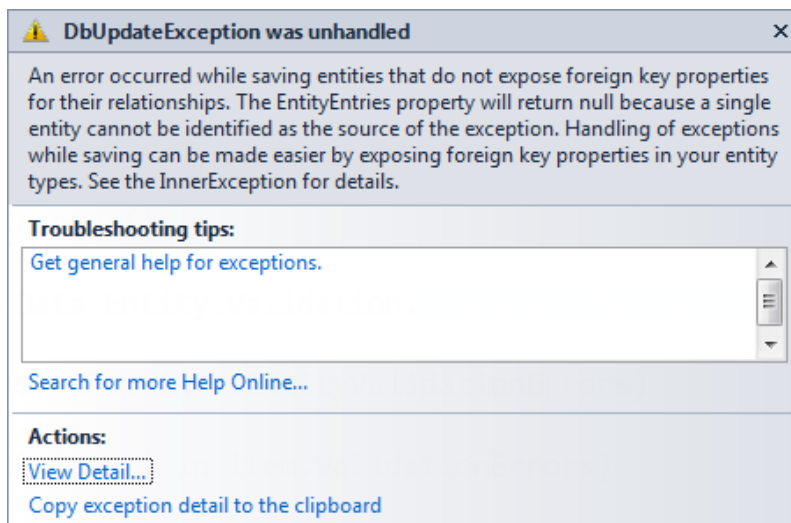 DbUpdateException was unhandled
An error occurred while saving entities that do not expose foreign key properties
for their relationships. The EntityEntries property will return null because a single
entity cannot be identified as the source of the exception. Handling of exceptions
while saving can be made easier by exposing foreign key properties in your entity
types. See the InnerException for details.
Troubleshooting tips:
Get general help for exceptions.
Search for more Help Online...
Actions:
View Detail...
Copy exception detail to the clipboard